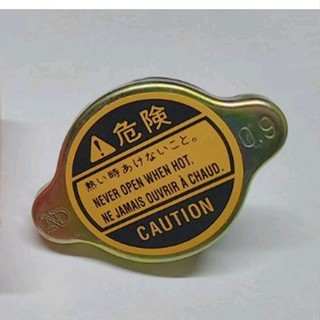 危険
熱い時あけないこと。
NEVER OPEN WHEN HOT.
NE JAMAIS OUVRIR À CHAUD.
CAUTION
0.9
ND